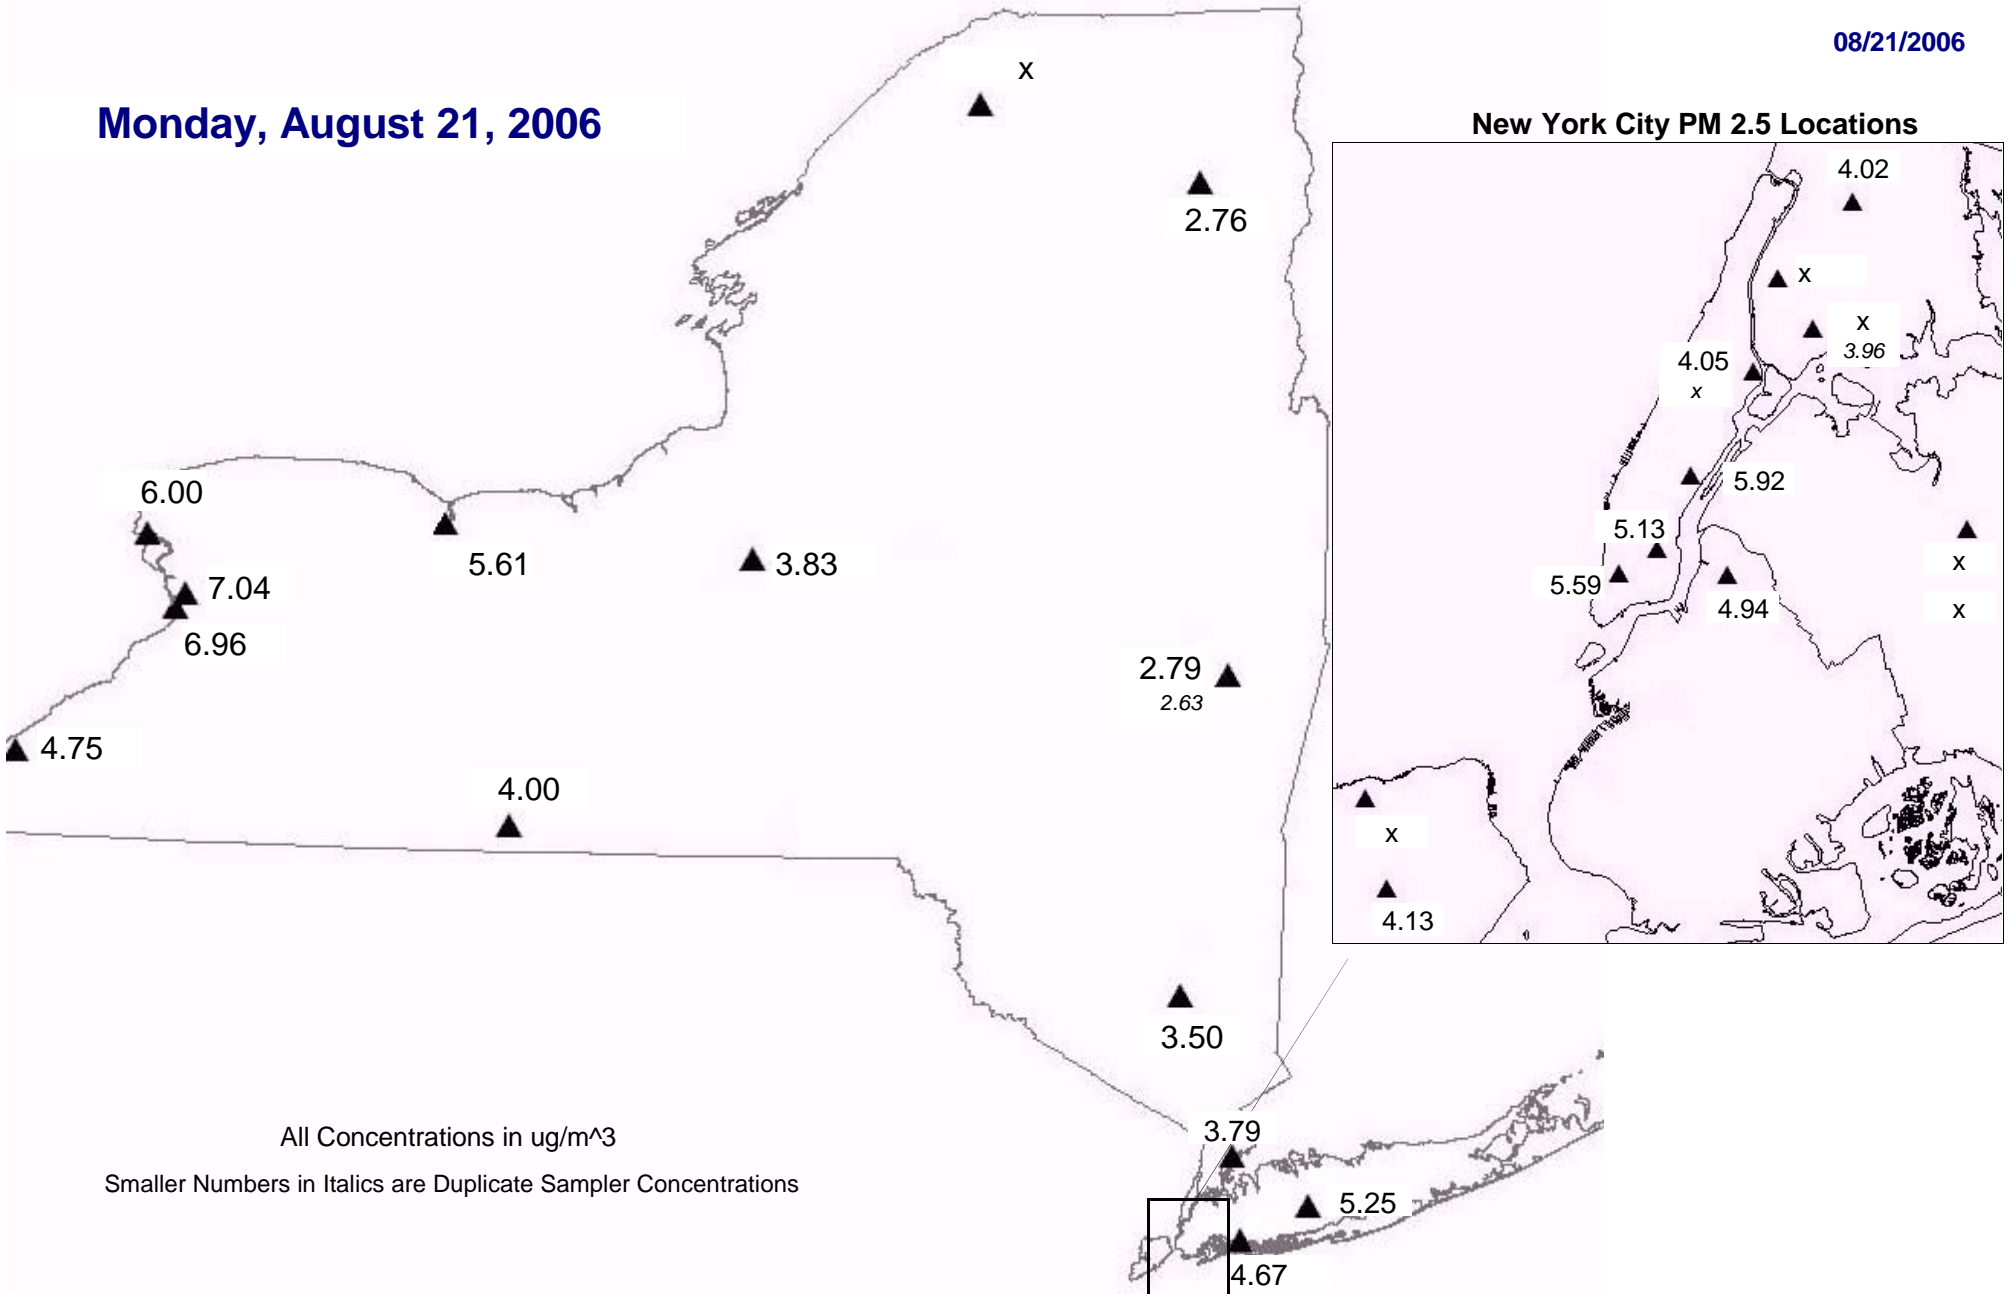 08/21/2006
x
Monday, August 21, 2006
New York City PM 2.5 Locations
4.02
2.76
x
x
3.96
4.05
x
6.00
5.92
5.61
3.83
5.13
7.04
5.59
4.94
x
x
6.96
2.79
2.63
4.75
4.00
x
4.13
3.50
3.79
All Concentrations in ug/m^3
Smaller Numbers in Italics are Duplicate Sampler Concentrations
5.25
4.67